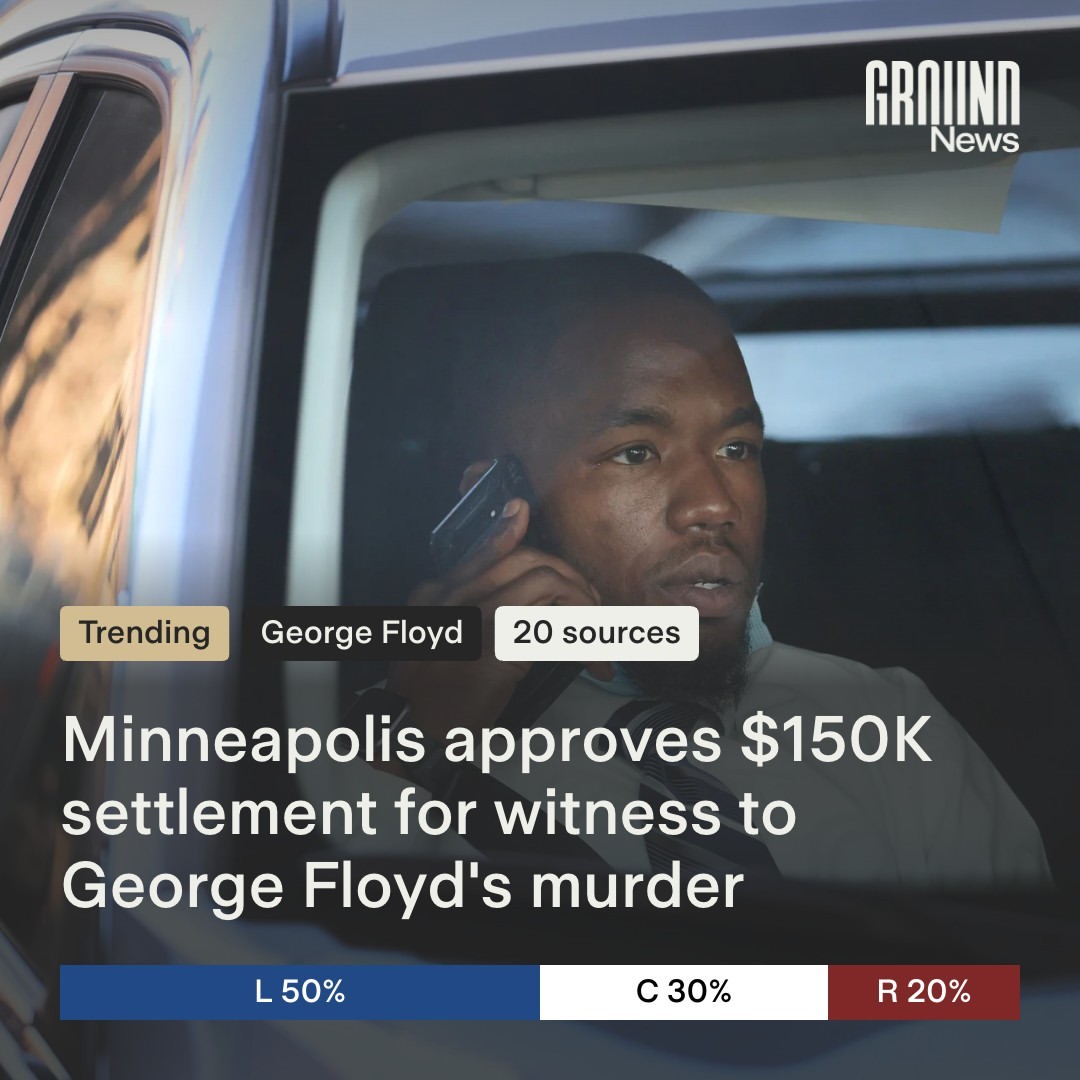 GROUND
News
Trending
George Floyd
20 sources
Minneapolis approves $150K
settlement for witness to
George Floyd's murder
L 50%
C 30%
R 20%